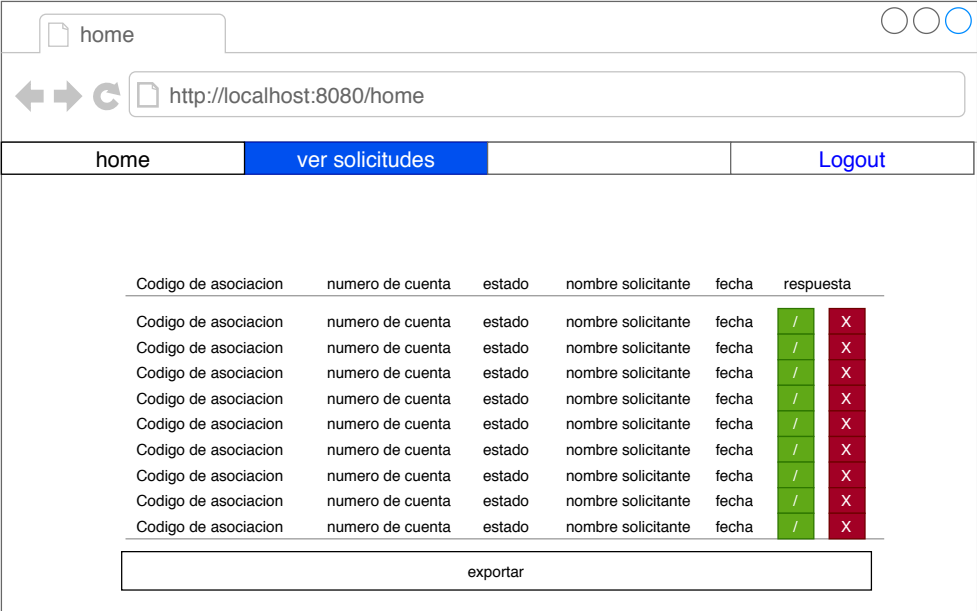 home
http://localhost:8080/home
home ver solicitudes Logout
Codigo de asociacion numero de cuenta estado nombre solicitante fecha respuesta
Codigo de asociacion numero de cuenta estado nombre solicitante fecha / X
Codigo de asociacion numero de cuenta estado nombre solicitante fecha / X
Codigo de asociacion numero de cuenta estado nombre solicitante fecha / X
Codigo de asociacion numero de cuenta estado nombre solicitante fecha / X
Codigo de asociacion numero de cuenta estado nombre solicitante fecha / X
Codigo de asociacion numero de cuenta estado nombre solicitante fecha / X
Codigo de asociacion numero de cuenta estado nombre solicitante fecha / X
Codigo de asociacion numero de cuenta estado nombre solicitante fecha / X
Codigo de asociacion numero de cuenta estado nombre solicitante fecha / X
exportar